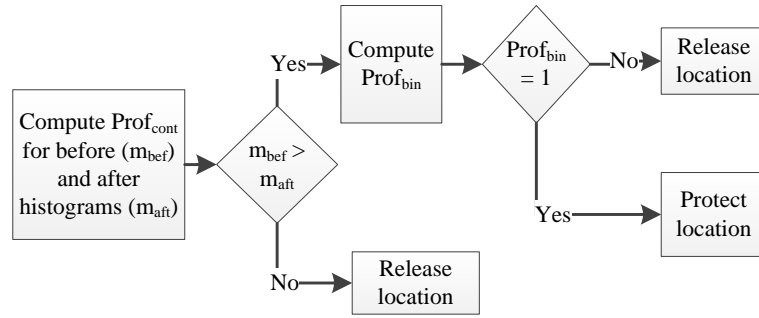 Compute Prof_cont
for before (m_bef)
and after
histograms (m_aft)
m_bef >
m_aft
Yes
Compute
Prof_bin
Prof_bin
= 1
No
Release
location
Yes
Protect
location
No
Release
location